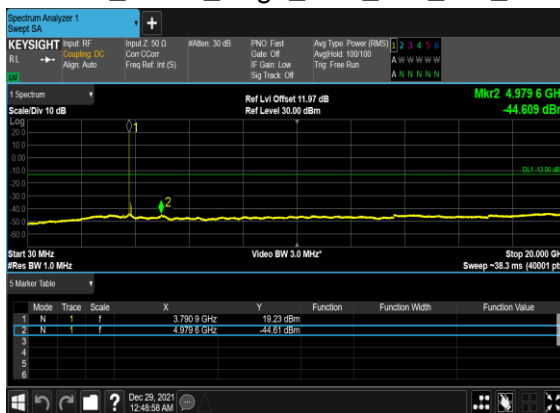 Spectrum Analyzer 1
Swept SA
+
KEYSIGHT Input: RF Input Z: 50 Ω #Atten: 30 dB PNO: Fast Avg Type: Power (RMS) 1 2 3 4 5 6
RL Coupling: DC Corr CCorr Gate: Off Avg|Hold: 100/100 A W W W W W
Align: Auto Freq Ref: Int (S) IF Gain: Low Trig: Free Run
Sig Track: Off A N N N N N
1 Spectrum Ref Lvl Offset 11.97 dB Mkr2 4.979 6 GH
Scale/Div 10 dB Ref Level 30.00 dBm -44.609 dBr
Log
1
20.0
10.0
0.00
-10.0 DL1 -13.00 dB
-20.0
-30.0
2
-40.0
-50.0
-60.0
Start 30 MHz Video BW 3.0 MHz* Stop 20.000 GH
#Res BW 1.0 MHz Sweep ~38.3 ms (40001 pt
5 Marker Table
Mode Trace Scale X Y Function Function Width Function Value
1 N 1 f 3.790 9 GHz 19.23 dBm
2 N 1 f 4.979 6 GHz -44.61 dBm
3
4
5
6
? Dec 29, 2021
12:48:58 AM